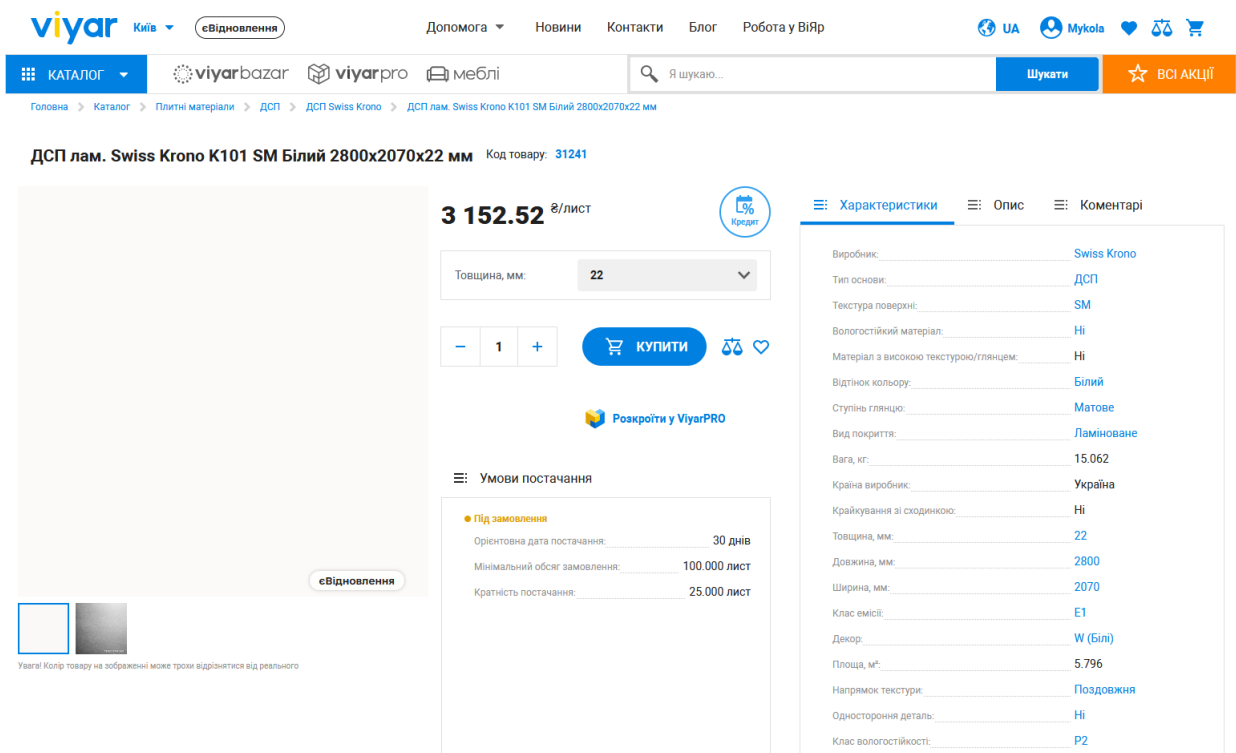 viyar Київ єВідновлення Допомога Новини Контакти Блог Робота у ВіЯр UA Mykola
КАТАЛОГ viyarbazar viyarpro меблі Я шукаю... Шукати ВСІ АКЦІЇ
Головна > Каталог > Плитні матеріали > ДСП > ДСП Swiss Krono > ДСП лам. Swiss Krono K101 SM Білий 2800x2070x22 мм
ДСП лам. Swiss Krono K101 SM Білий 2800x2070x22 мм Код товару: 31241
єВідновлення
Увага! Колір товару на зображенні може трохи відрізнятися від реального
3 152.52 ₴/лист
% Кредит
Товщина, мм: 22
− 1 + КУПИТИ
Розкроїти у ViyarPRO
Умови постачання
Під замовлення
Орієнтовна дата постачання: 30 днів
Мінімальний обсяг замовлення: 100.000 лист
Кратність постачання: 25.000 лист
Характеристики Опис Коментарі
Виробник: Swiss Krono
Тип основи: ДСП
Текстура поверхні: SM
Вологостійкий матеріал: Ні
Матеріал з високою текстурою/глянцем: Ні
Відтінок кольору: Білий
Ступінь глянцю: Матове
Вид покриття: Ламіноване
Вага, кг: 15.062
Країна виробник: Україна
Крайкування зі сходинкою: Ні
Товщина, мм: 22
Довжина, мм: 2800
Ширина, мм: 2070
Клас емісії: E1
Декор: W (Білі)
Площа, м²: 5.796
Напрямок текстури: Поздовжня
Одностороння деталь: Ні
Клас вологостійкості: P2